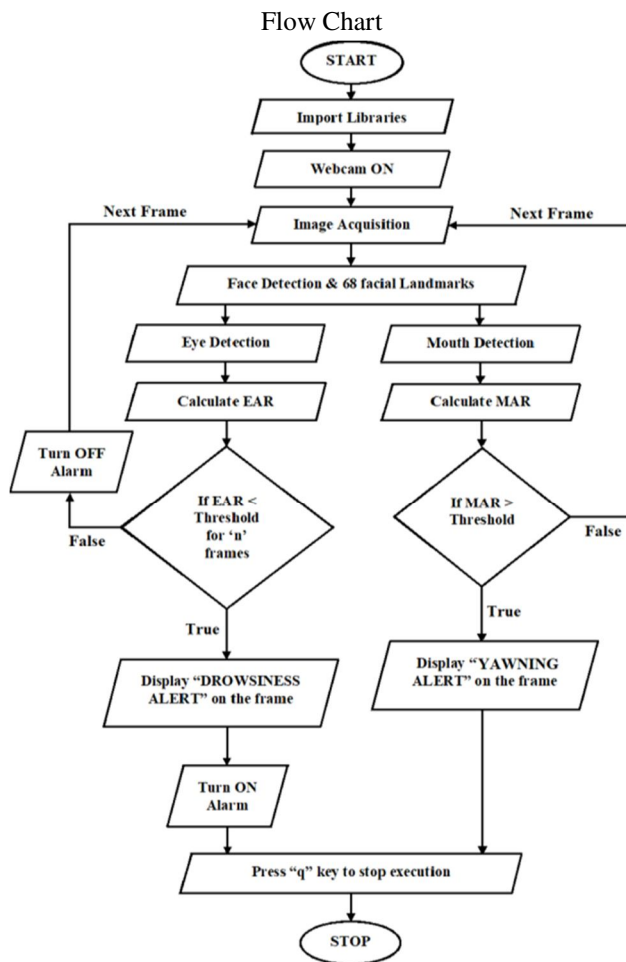 Flow Chart
START
Import Libraries
Webcam ON
Next Frame
Next Frame
Image Acquisition
Face Detection & 68 facial Landmarks
Eye Detection
Mouth Detection
Calculate EAR
Calculate MAR
Turn OFF
Alarm
If EAR <
Threshold
for ‘n’
frames
If MAR >
Threshold
False
False
True
True
Display “DROWSINESS
ALERT” on the frame
Display “YAWNING
ALERT” on the frame
Turn ON
Alarm
Press “q” key to stop execution
STOP